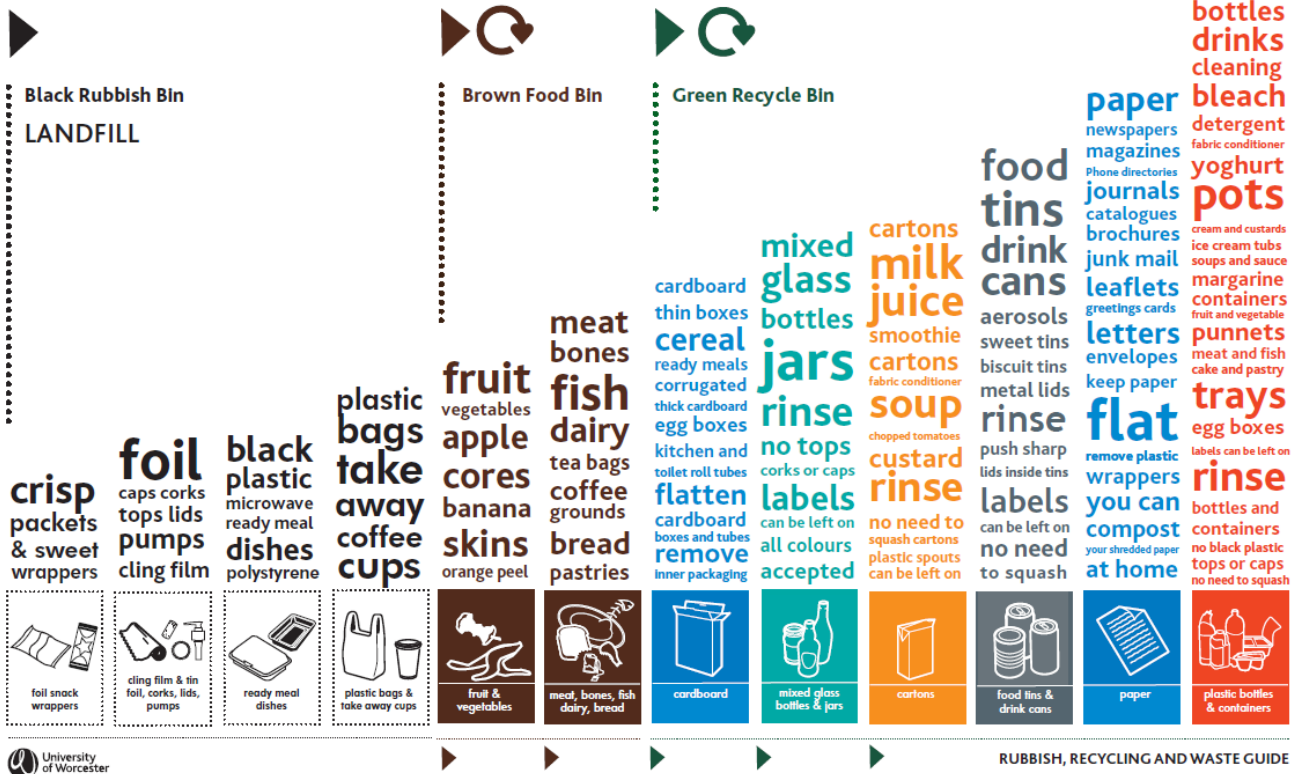 Black Rubbish Bin
LANDFILL
crisp
packets
& sweet
wrappers
foil snack
wrappers
foil
caps corks
tops lids
pumps
cling film
cling film & tin
foil, corks, lids,
pumps
black
plastic
microwave
ready meal
dishes
polystyrene
ready meal
dishes
plastic
bags
take
away
coffee
cups
plastic bags &
take away cups
Brown Food Bin
fruit
vegetables
apple
cores
banana
skins
orange peel
fruit &
vegetables
meat
bones
fish
dairy
tea bags
coffee
grounds
bread
pastries
meat, bones, fish
dairy, bread
Green Recycle Bin
cardboard
thin boxes
cereal
ready meals
corrugated
thick cardboard
egg boxes
kitchen and
toilet roll tubes
flatten
cardboard
boxes and tubes
remove
inner packaging
cardboard
mixed
glass
bottles
jars
rinse
no tops
corks or caps
labels
can be left on
all colours
accepted
mixed glass
bottles & jars
cartons
milk
juice
smoothie
cartons
fabric conditioner
soup
chopped tomatoes
custard
rinse
no need to
squash cartons
plastic spouts
can be left on
cartons
food
tins
drink
cans
aerosols
sweet tins
biscuit tins
metal lids
rinse
push sharp
lids inside tins
labels
can be left on
no need
to squash
food tins &
drink cans
paper
newspapers
magazines
Phone directories
journals
catalogues
brochures
junk mail
leaflets
greetings cards
letters
envelopes
keep paper
flat
remove plastic
wrappers
you can
compost
your shredded paper
at home
paper
bottles
drinks
cleaning
bleach
detergent
fabric conditioner
yoghurt
pots
cream and custards
ice cream tubs
soups and sauce
margarine
containers
fruit and vegetable
punnets
meat and fish
cake and pastry
trays
egg boxes
labels can be left on
rinse
bottles and
containers
no black plastic
tops or caps
no need to squash
plastic bottles
& containers
University
of Worcester
RUBBISH, RECYCLING AND WASTE GUIDE